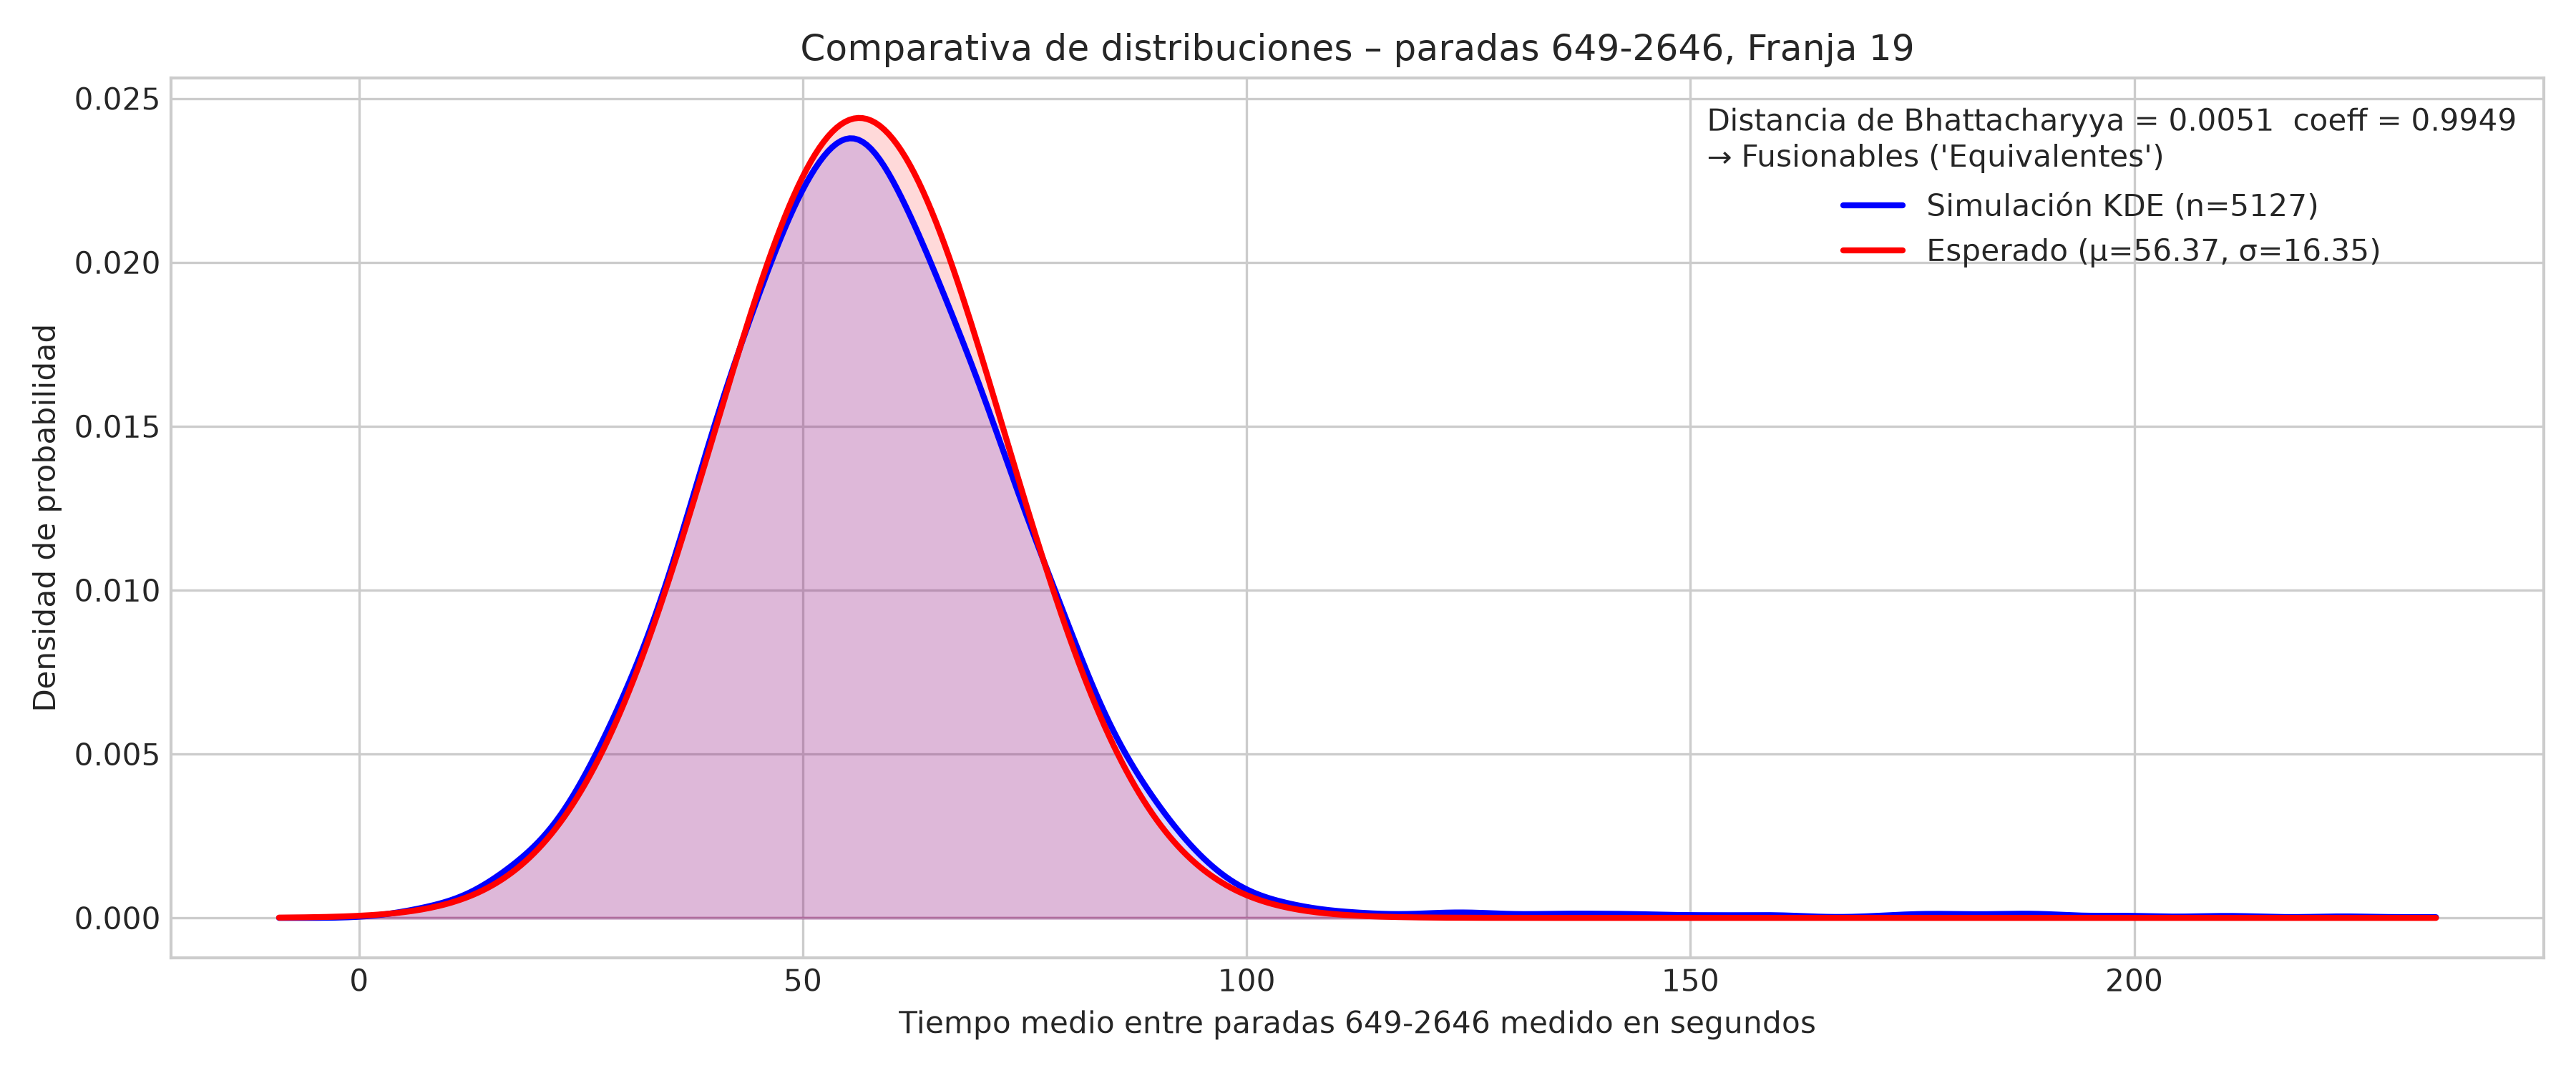 Comparativa de distribuciones – paradas 649-2646, Franja 19
Distancia de Bhattacharyya = 0.0051  coeff = 0.9949
→ Fusionables ('Equivalentes')
Simulación KDE (n=5127)
Esperado (μ=56.37, σ=16.35)
Densidad de probabilidad
0.025
0.020
0.015
0.010
0.005
0.000
0 50 100 150 200
Tiempo medio entre paradas 649-2646 medido en segundos